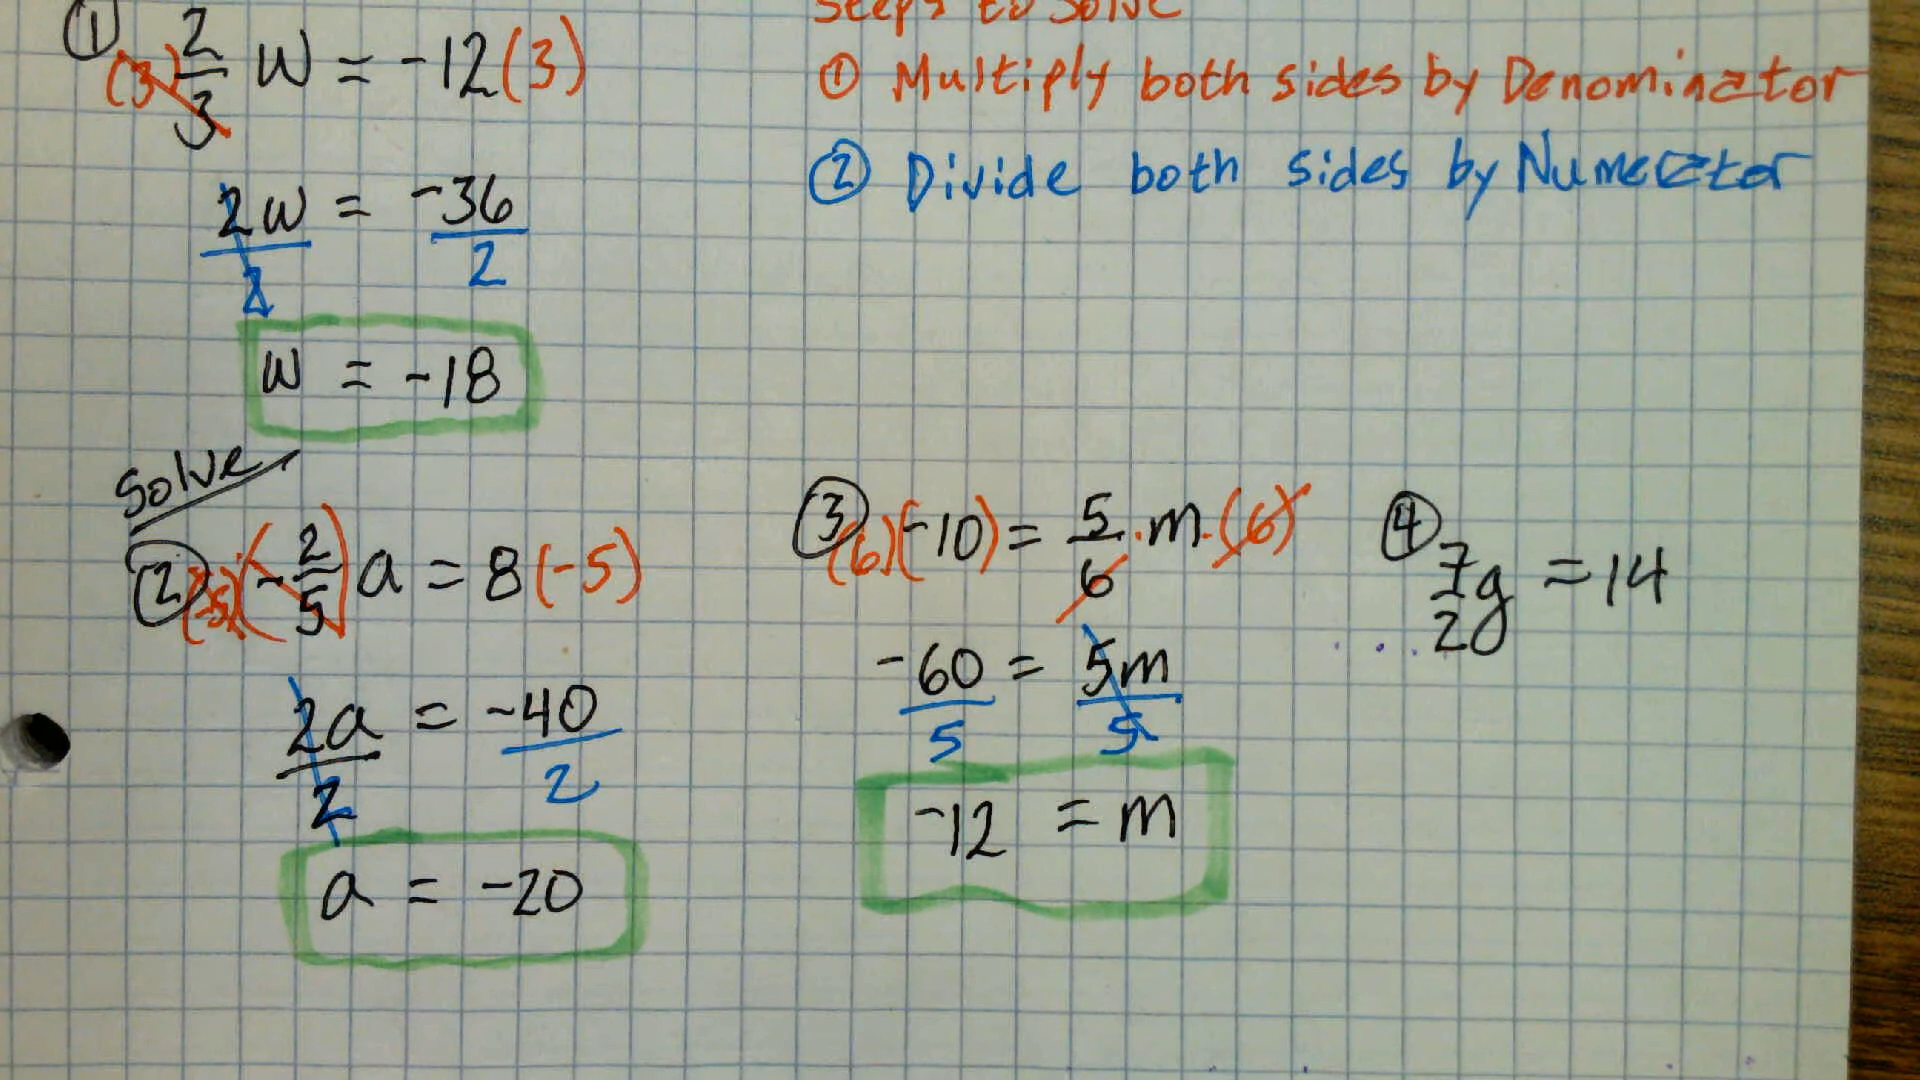 Steps to Solve
① Multiply both sides by Denominator
② Divide both sides by Numerator
① (3) 2/3 W = -12 (3)
2w/2 = -36/2
w = -18
Solve
② (-5) (-2/5) a = 8 (-5)
2a/2 = -40/2
a = -20
③ (6)(-10) = 5/6 · m · (6)
-60/5 = 5m/5
-12 = m
④ 7/2 g = 14